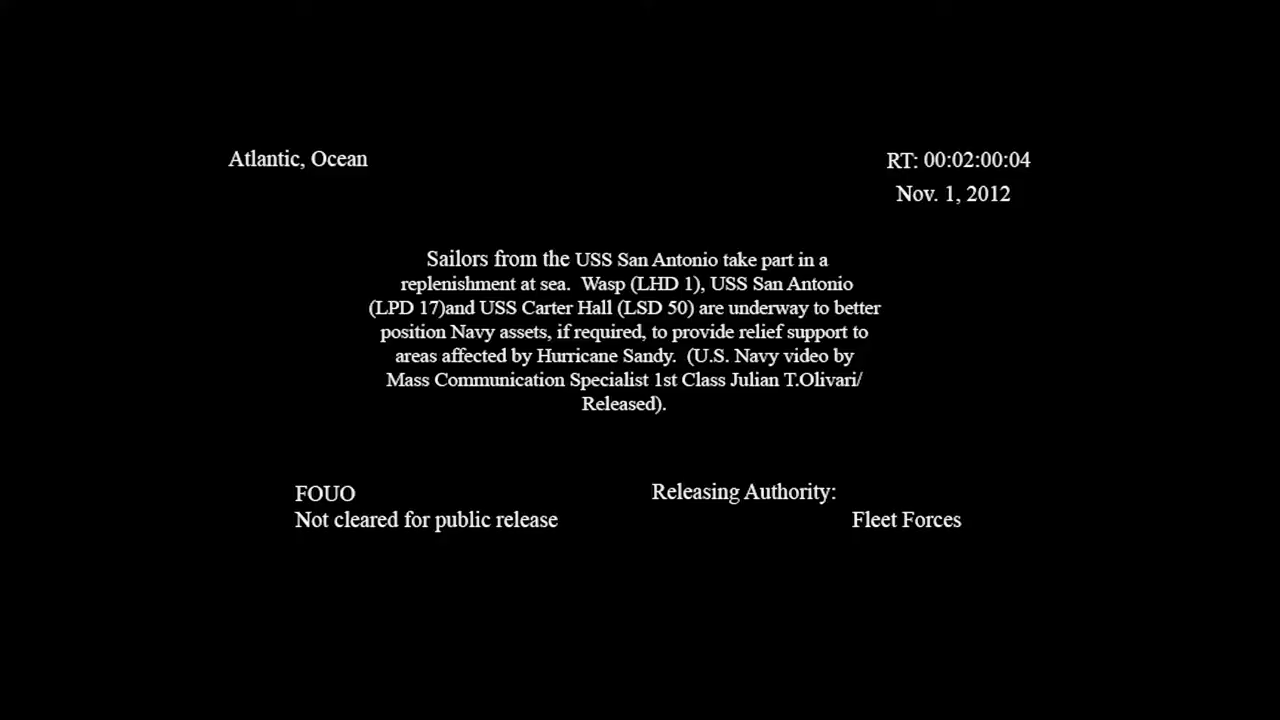 Atlantic, Ocean
RT: 00:02:00:04
Nov. 1, 2012
Sailors from the USS San Antonio take part in a
replenishment at sea.  Wasp (LHD 1), USS San Antonio
(LPD 17)and USS Carter Hall (LSD 50) are underway to better
position Navy assets, if required, to provide relief support to
areas affected by Hurricane Sandy.  (U.S. Navy video by
Mass Communication Specialist 1st Class Julian T.Olivari/
Released).
FOUO
Not cleared for public release
Releasing Authority:
Fleet Forces